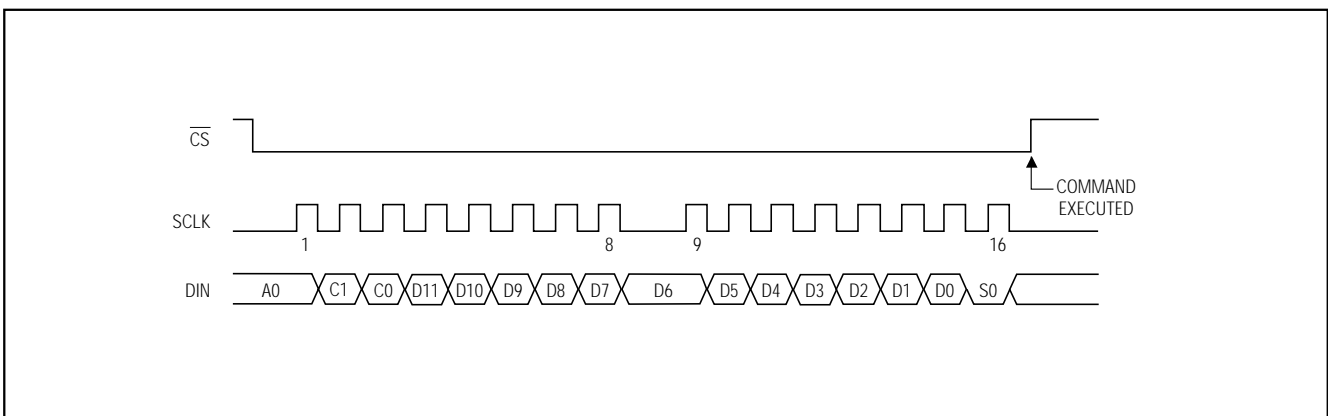 CS
COMMAND
EXECUTED
SCLK
1 8 9 16
DIN A0 C1 C0 D11 D10 D9 D8 D7 D6 D5 D4 D3 D2 D1 D0 S0